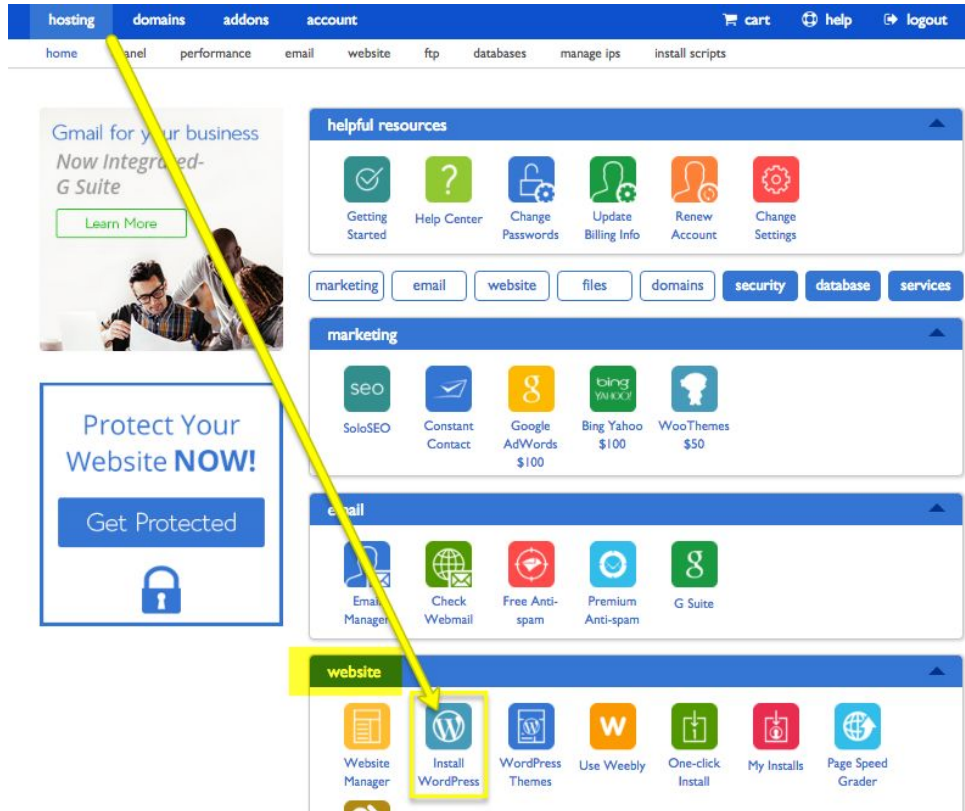 hosting domains addons account cart help logout
home anel performance email website ftp databases manage ips install scripts
Gmail for y ur business
Now Integra ed-
G Suite
Learn More
Protect Your
Website NOW!
Get Protected
helpful resources
Getting Started
Help Center
Change Passwords
Update Billing Info
Renew Account
Change Settings
marketing email website files domains security database services
marketing
seo
SoloSEO
Constant Contact
g
Google AdWords $100
bing
YAHOO!
Bing Yahoo $100
WooThemes $50
email
Email Manager
Check Webmail
Free Anti-spam
Premium Anti-spam
g
G Suite
website
Website Manager
W
Install WordPress
W
WordPress Themes
W
Use Weebly
One-click Install
My Installs
Page Speed Grader